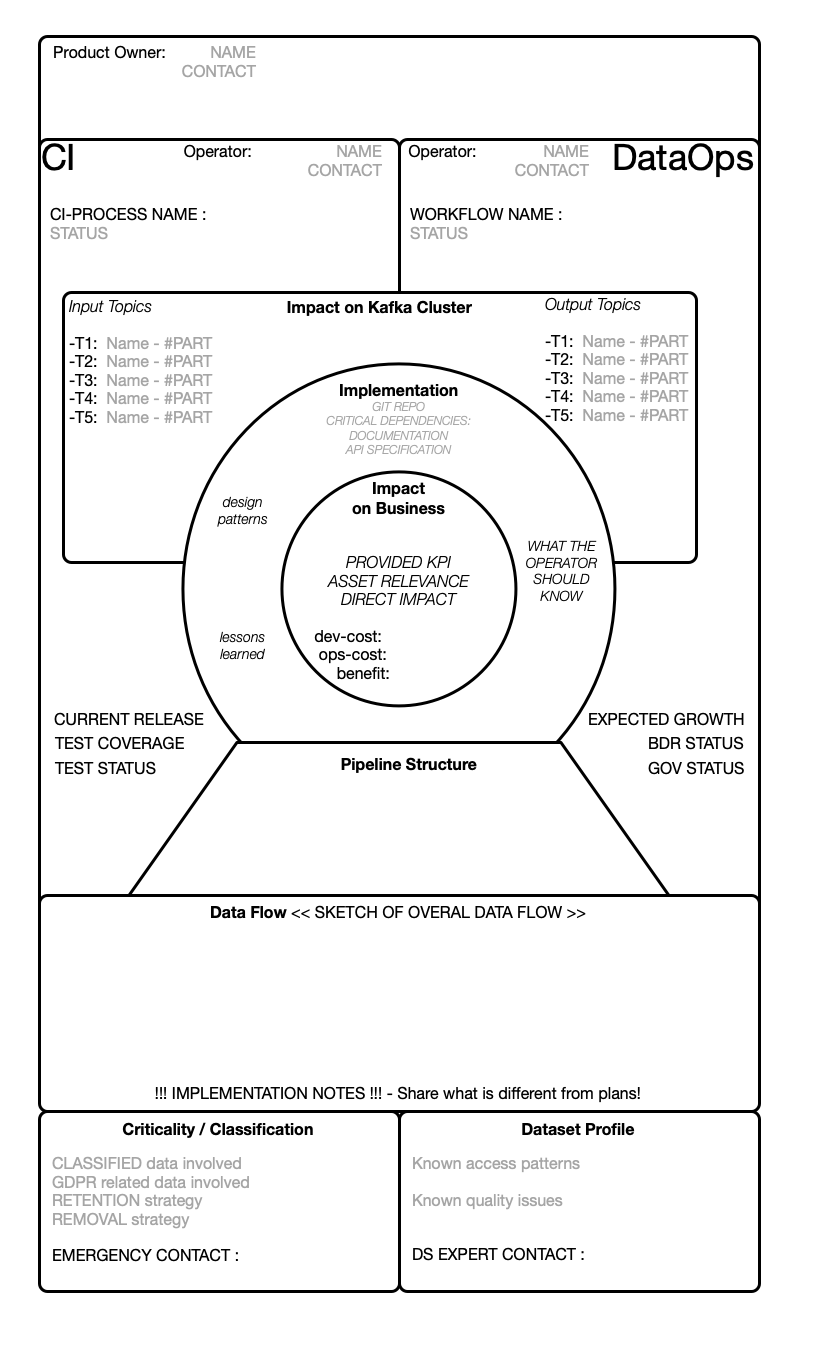 Product Owner: NAME
CONTACT
CI
Operator: NAME
CONTACT
CI-PROCESS NAME :
STATUS
Operator: NAME
CONTACT
DataOps
WORKFLOW NAME :
STATUS
Impact on Kafka Cluster
Input Topics
-T1: Name - #PART
-T2: Name - #PART
-T3: Name - #PART
-T4: Name - #PART
-T5: Name - #PART
Output Topics
-T1: Name - #PART
-T2: Name - #PART
-T3: Name - #PART
-T4: Name - #PART
-T5: Name - #PART
Implementation
GIT REPO
CRITICAL DEPENDENCIES:
DOCUMENTATION
API SPECIFICATION
design
patterns
lessons
learned
Impact
on Business
PROVIDED KPI
ASSET RELEVANCE
DIRECT IMPACT
dev-cost:
ops-cost:
benefit:
WHAT THE
OPERATOR
SHOULD
KNOW
CURRENT RELEASE
TEST COVERAGE
TEST STATUS
EXPECTED GROWTH
BDR STATUS
GOV STATUS
Pipeline Structure
Data Flow << SKETCH OF OVERAL DATA FLOW >>
!!! IMPLEMENTATION NOTES !!! - Share what is different from plans!
Criticality / Classification
CLASSIFIED data involved
GDPR related data involved
RETENTION strategy
REMOVAL strategy
EMERGENCY CONTACT :
Dataset Profile
Known access patterns
Known quality issues
DS EXPERT CONTACT :